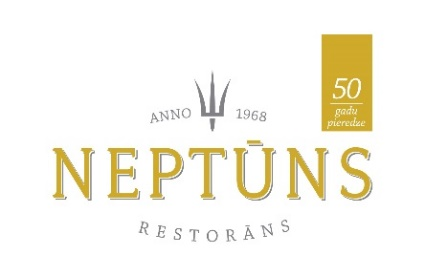 50
gadu
pieredze
ANNO 1968
NEPTŪNS
RESTORĀNS